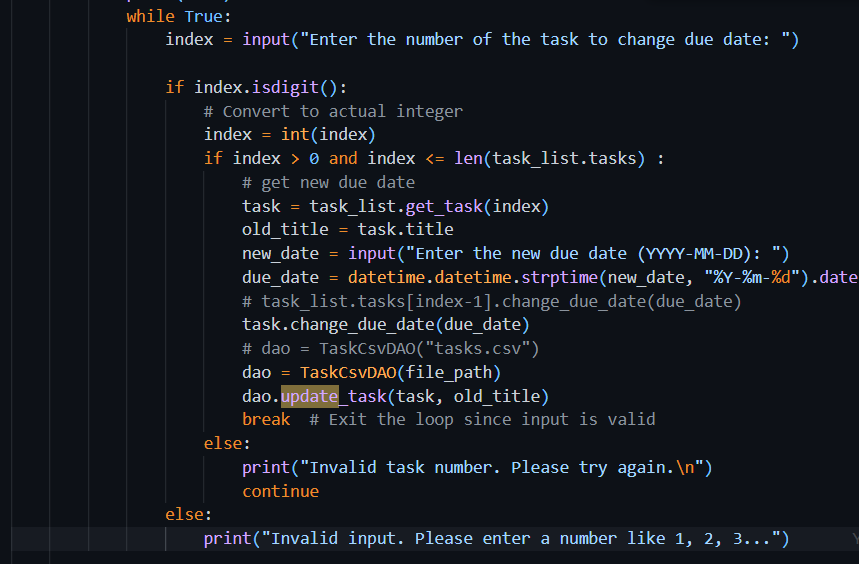 while True:
index = input("Enter the number of the task to change due date: ")
if index.isdigit():
# Convert to actual integer
index = int(index)
if index > 0 and index <= len(task_list.tasks) :
# get new due date
task = task_list.get_task(index)
old_title = task.title
new_date = input("Enter the new due date (YYYY-MM-DD): ")
due_date = datetime.datetime.strptime(new_date, "%Y-%m-%d").date
# task_list.tasks[index-1].change_due_date(due_date)
task.change_due_date(due_date)
# dao = TaskCsvDAO("tasks.csv")
dao = TaskCsvDAO(file_path)
dao.update_task(task, old_title)
break  # Exit the loop since input is valid
else:
print("Invalid task number. Please try again.\n")
continue
else:
print("Invalid input. Please enter a number like 1, 2, 3...")